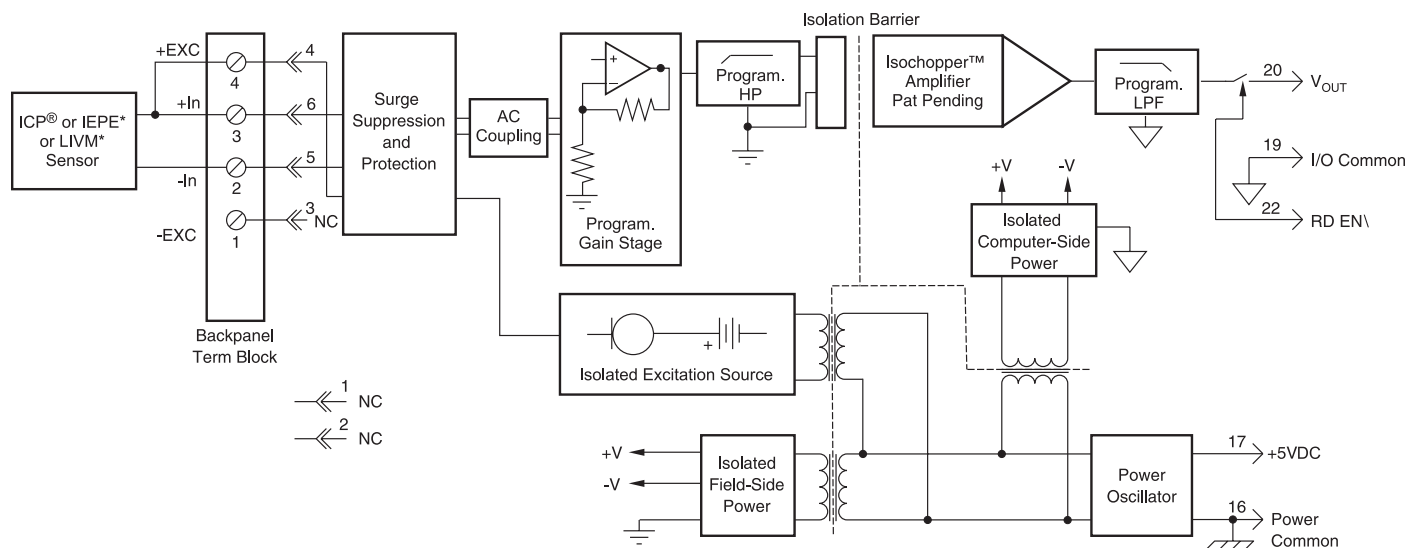 Isolation Barrier
+EXC
4
4
+In
6
3
ICP® or IEPE*
or LIVM*
Sensor
5
2
-In
3
NC
1
-EXC
Backpanel
Term Block
Surge
Suppression
and
Protection
AC
Coupling
+
−
Program.
Gain Stage
Program.
HP
Isochopper™
Amplifier
Pat Pending
Program.
LPF
20
VOUT
19
I/O Common
22
RD EN\
+V
-V
Isolated
Computer-Side
Power
+
Isolated Excitation Source
1
NC
2
NC
+V
-V
Isolated
Field-Side
Power
Power
Oscillator
17
+5VDC
16
Power
Common